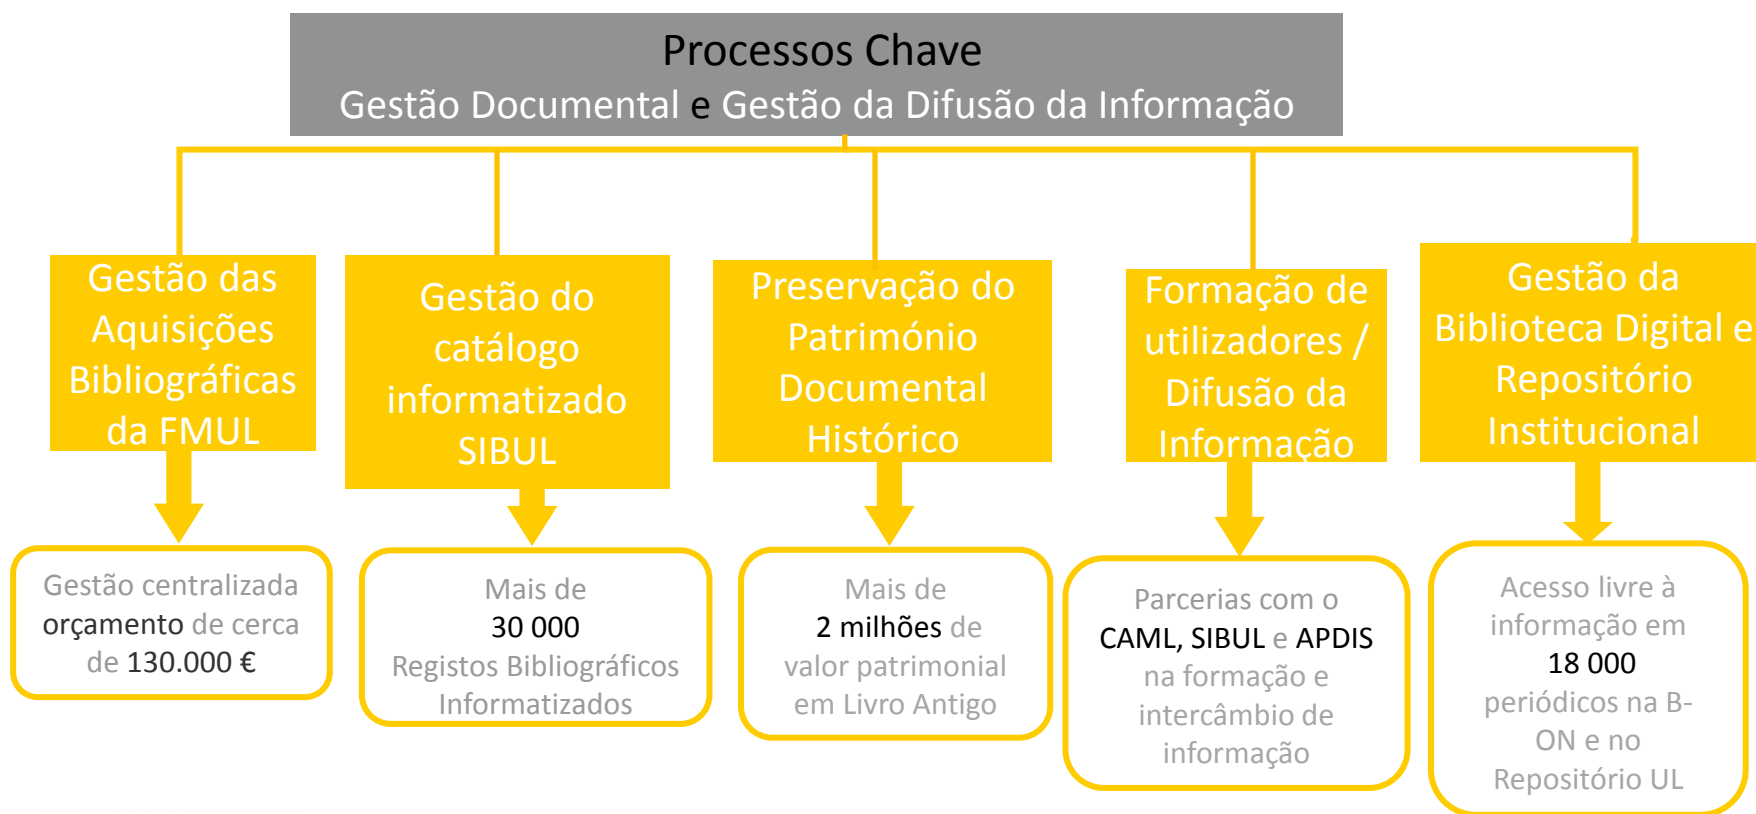 Processos Chave
Gestão Documental e Gestão da Difusão da Informação
Gestão das
Aquisições
Bibliográficas
da FMUL
Gestão do
catálogo
informatizado
SIBUL
Preservação do
Património
Documental
Histórico
Formação de
utilizadores /
Difusão da
Informação
Gestão da
Biblioteca Digital e
Repositório
Institucional
Gestão centralizada
orçamento de cerca
de 130.000 €
Mais de
30 000
Registos Bibliográficos
Informatizados
Mais de
2 milhões de
valor patrimonial
em Livro Antigo
Parcerias com o
CAML, SIBUL e APDIS
na formação e
intercâmbio de
informação
Acesso livre à
informação em
18 000
periódicos na B-
ON e no
Repositório UL